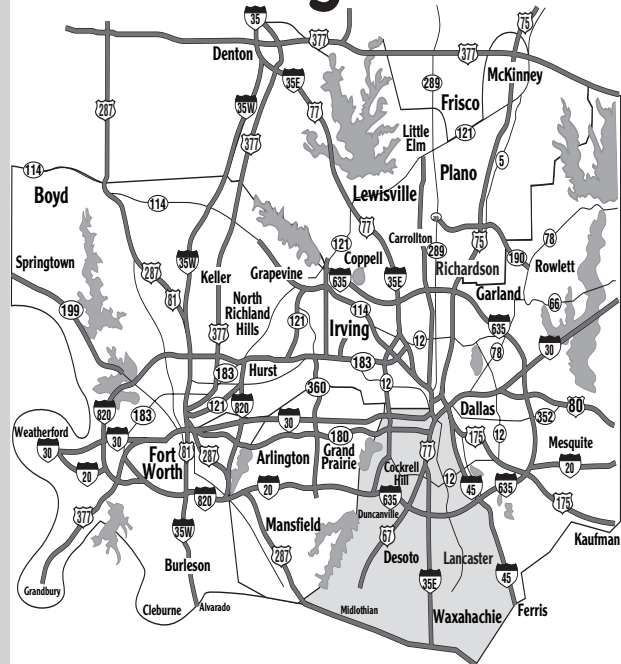 35
75
377
377
Denton
McKinney
35E
289
287
35W
77
Frisco
377
Little
Elm
121
5
114
Plano
Boyd
114
Lewisville
77
Carrollton
289
75
78
121
Coppell
Richardson
190
Rowlett
Springtown
35W
287
Keller
Grapevine
635
35E
Garland
66
81
North
Richland
Hills
114
199
377
121
Irving
12
635
30
78
183
Hurst
183
360
12
820
183
121
820
30
Dallas
352
80
Weatherford
30
30
180
175
12
Mesquite
81
287
77
Fort
Worth
Arlington
Grand
Prairie
Cockrell
Hill
20
20
820
20
635
12
45
635
175
377
Duncanville
Mansfield
67
35W
287
Desoto
Lancaster
Kaufman
Burleson
35E
45
Grandbury
Cleburne
Alvarado
Midlothian
Waxahachie
Ferris